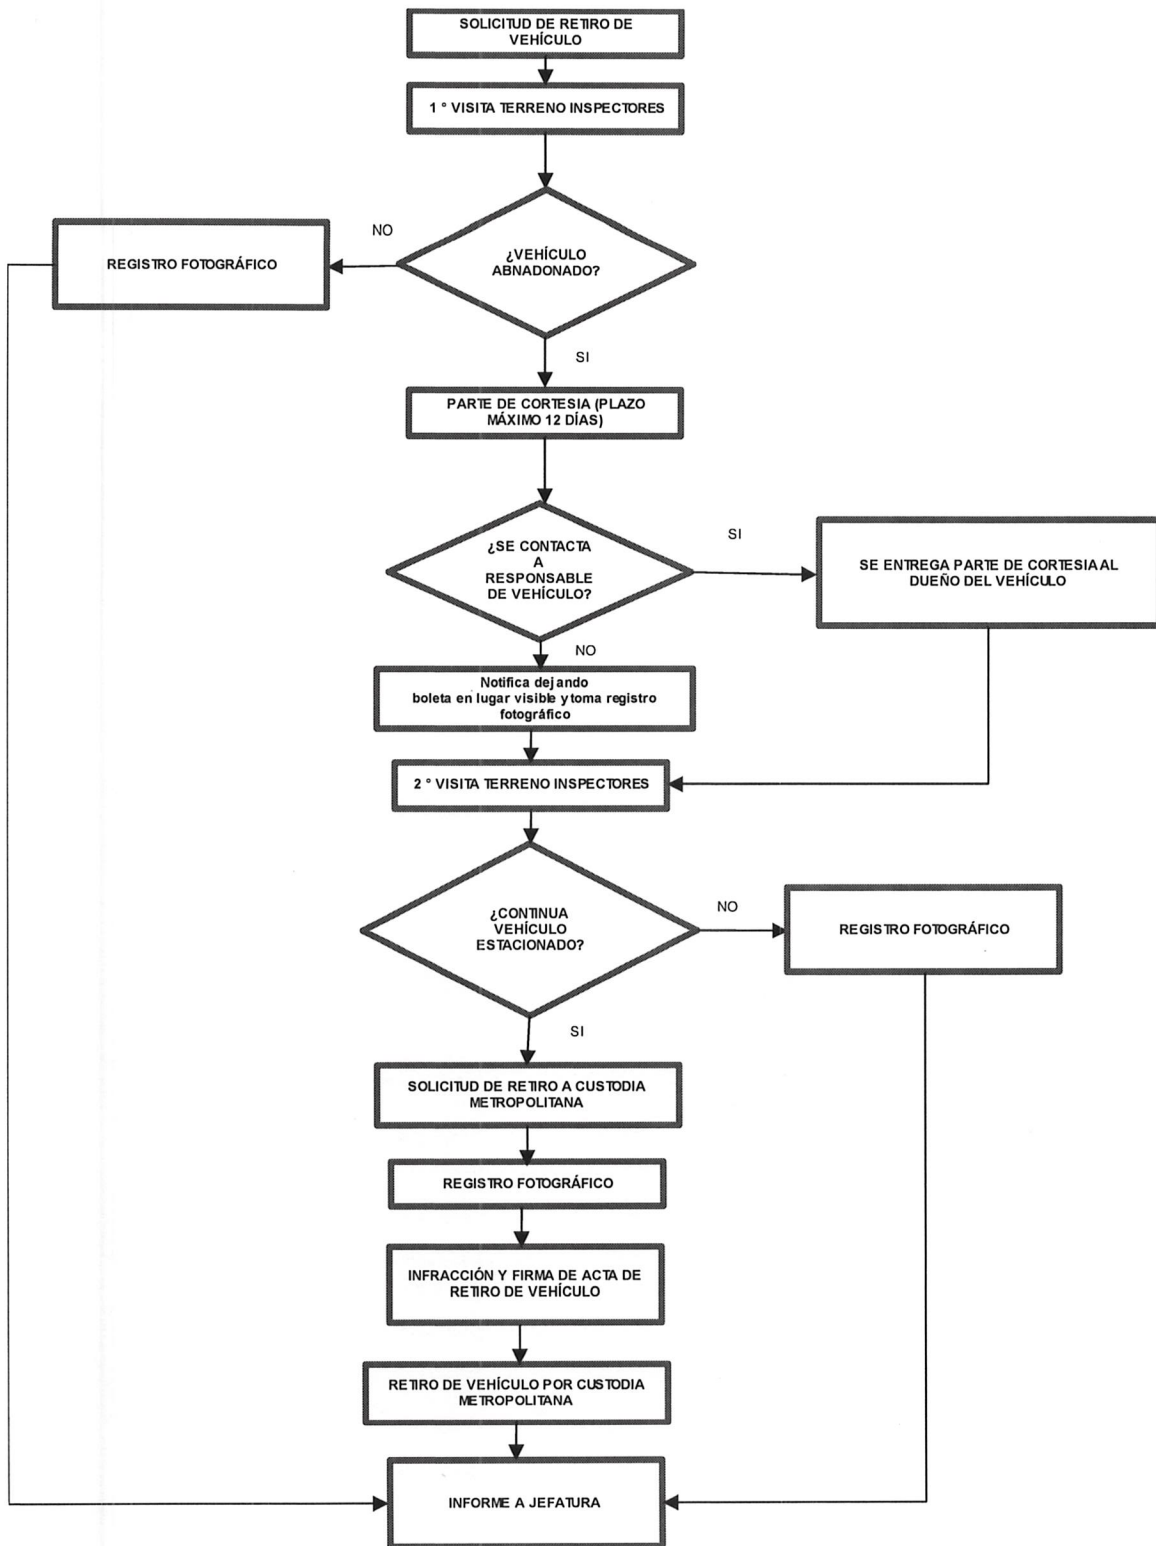 SOLICITUD DE RETIRO DE
VEHÍCULO
1 ° VISITA TERRENO INSPECTORES
¿VEHÍCULO
ABNADONADO?
NO
REGISTRO FOTOGRÁFICO
SI
PARTE DE CORTESIA (PLAZO
MÁXIMO 12 DÍAS)
¿SE CONTACTA
A
RESPONSABLE
DE VEHÍCULO?
SI
SE ENTREGA PARTE DE CORTESIA AL
DUEÑO DEL VEHÍCULO
NO
Notifica dejando
boleta en lugar visible y toma registro
fotográfico
2 ° VISITA TERRENO INSPECTORES
¿CONTINUA
VEHÍCULO
ESTACIONADO?
NO
REGISTRO FOTOGRÁFICO
SI
SOLICITUD DE RETIRO A CUSTODIA
METROPOLITANA
REGISTRO FOTOGRÁFICO
INFRACCIÓN Y FIRMA DE ACTA DE
RETIRO DE VEHÍCULO
RETIRO DE VEHÍCULO POR CUSTODIA
METROPOLITANA
INFORME A JEFATURA